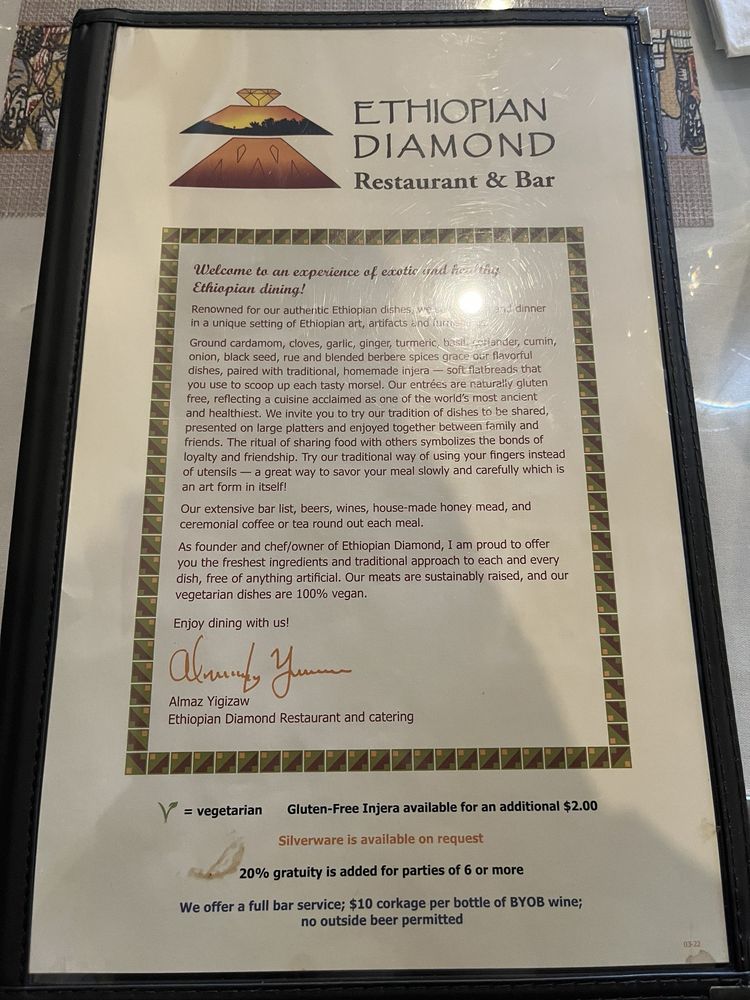 ETHIOPIAN
DIAMOND
Restaurant & Bar
Welcome to an experience of exotic and healthy
Ethiopian dining!
Renowned for our authentic Ethiopian dishes, we and dinner
in a unique setting of Ethiopian art, artifacts and
Ground cardamom, cloves, garlic, ginger, turmeric, basil, coriander, cumin,
onion, black seed, rue and blended berbere spices grace our flavorful
dishes, paired with traditional, homemade injera — soft flatbreads that
you use to scoop up each tasty morsel. Our entrées are naturally gluten
free, reflecting a cuisine acclaimed as one of the world's most ancient
and healthiest. We invite you to try our tradition of dishes to be shared,
presented on large platters and enjoyed together between family and
friends. The ritual of sharing food with others symbolizes the bonds of
loyalty and friendship. Try our traditional way of using your fingers instead
of utensils — a great way to savor your meal slowly and carefully which is
an art form in itself!
Our extensive bar list, beers, wines, house-made honey mead, and
ceremonial coffee or tea round out each meal.
As founder and chef/owner of Ethiopian Diamond, I am proud to offer
you the freshest ingredients and traditional approach to each and every
dish, free of anything artificial. Our meats are sustainably raised, and our
vegetarian dishes are 100% vegan.
Enjoy dining with us!
Almaz Yigizaw
Ethiopian Diamond Restaurant and catering
= vegetarian Gluten-Free Injera available for an additional $2.00
Silverware is available on request
20% gratuity is added for parties of 6 or more
We offer a full bar service; $10 corkage per bottle of BYOB wine;
no outside beer permitted
03-22